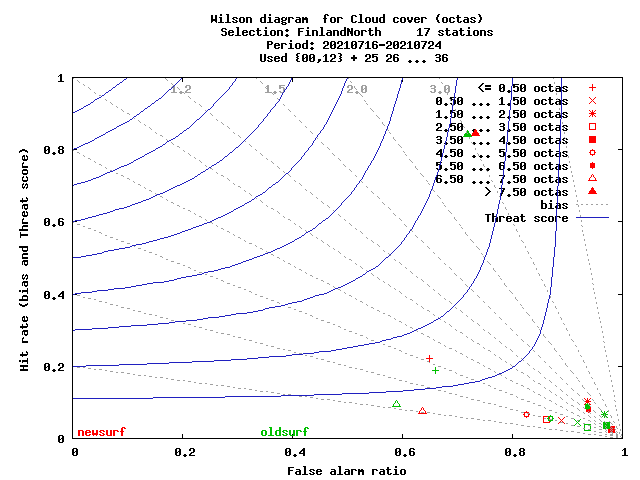 Wilson diagram  for Cloud cover (octas)
Selection: FinlandNorth     17 stations
Period: 20210716-20210724
Used {00,12} + 25 26 ... 36
1.2 1.5 2.0 3.0
<= 0.50 octas
0.50 ... 1.50 octas
1.50 ... 2.50 octas
2.50 ... 3.50 octas
3.50 ... 4.50 octas
4.50 ... 5.50 octas
5.50 ... 6.50 octas
6.50 ... 7.50 octas
> 7.50 octas
bias
Threat score
Hit rate (bias and Threat score)
1
0.8
0.6
0.4
0.2
0
newsurf oldsurf
0 0.2 0.4 0.6 0.8 1
False alarm ratio